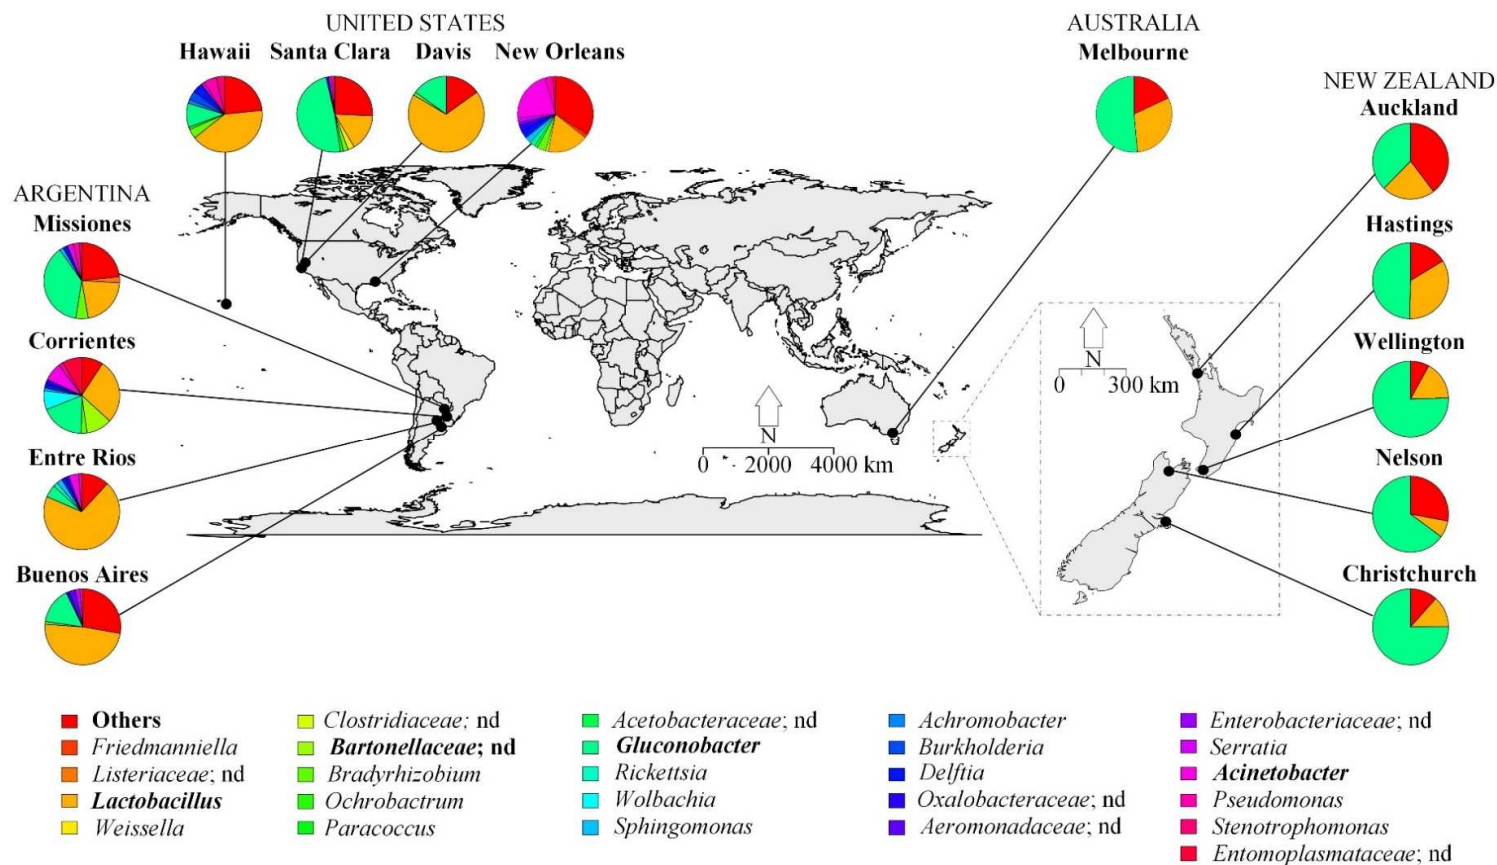 UNITED STATES
Hawaii Santa Clara Davis New Orleans
AUSTRALIA
Melbourne
NEW ZEALAND
Auckland
Hastings
Wellington
Nelson
Christchurch
ARGENTINA
Missiones
Corrientes
Entre Rios
Buenos Aires
N
0 2000 4000 km
N
0 300 km
Others
Friedmanniella
Listeriaceae; nd
Lactobacillus
Weissella
Clostridiaceae; nd
Bartonellaceae; nd
Bradyrhizobium
Ochrobactrum
Paracoccus
Acetobacteraceae; nd
Gluconobacter
Rickettsia
Wolbachia
Sphingomonas
Achromobacter
Burkholderia
Delftia
Oxalobacteraceae; nd
Aeromonadaceae; nd
Enterobacteriaceae; nd
Serratia
Acinetobacter
Pseudomonas
Stenotrophomonas
Entomoplasmataceae; nd